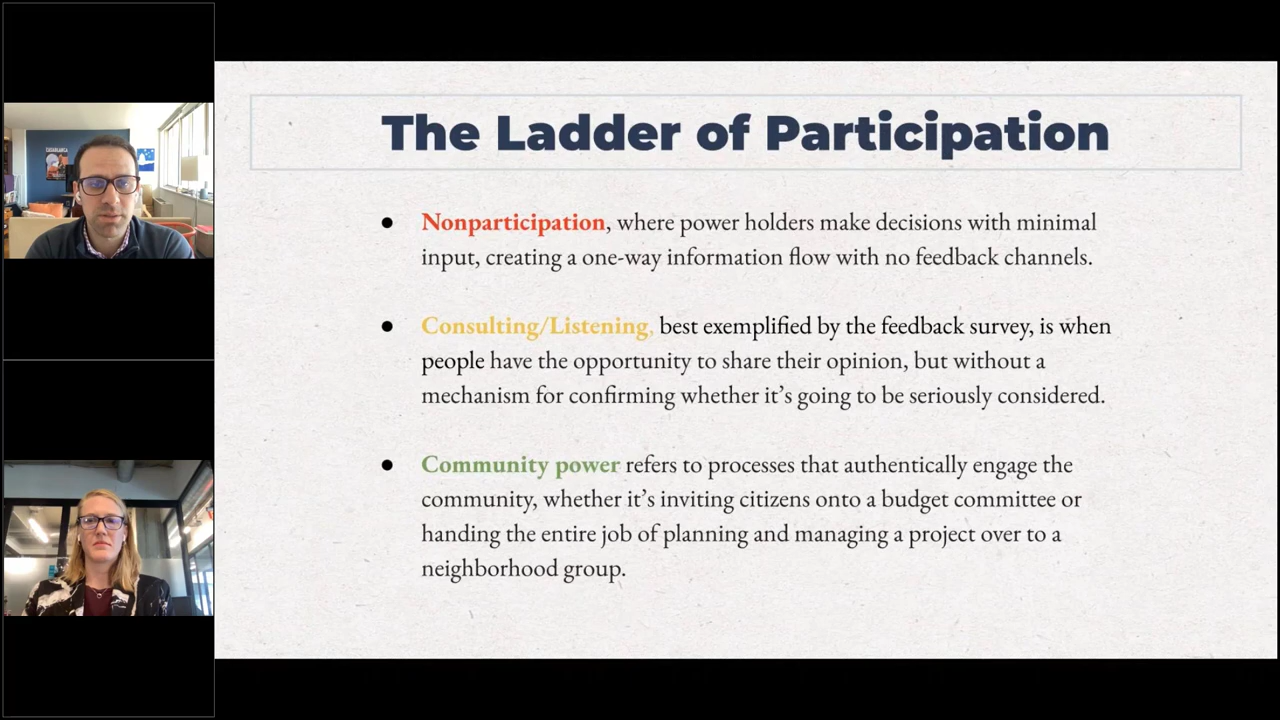 The Ladder of Participation
● Nonparticipation, where power holders make decisions with minimal
input, creating a one-way information flow with no feedback channels.
● Consulting/Listening, best exemplified by the feedback survey, is when
people have the opportunity to share their opinion, but without a
mechanism for confirming whether it’s going to be seriously considered.
● Community power refers to processes that authentically engage the
community, whether it’s inviting citizens onto a budget committee or
handing the entire job of planning and managing a project over to a
neighborhood group.